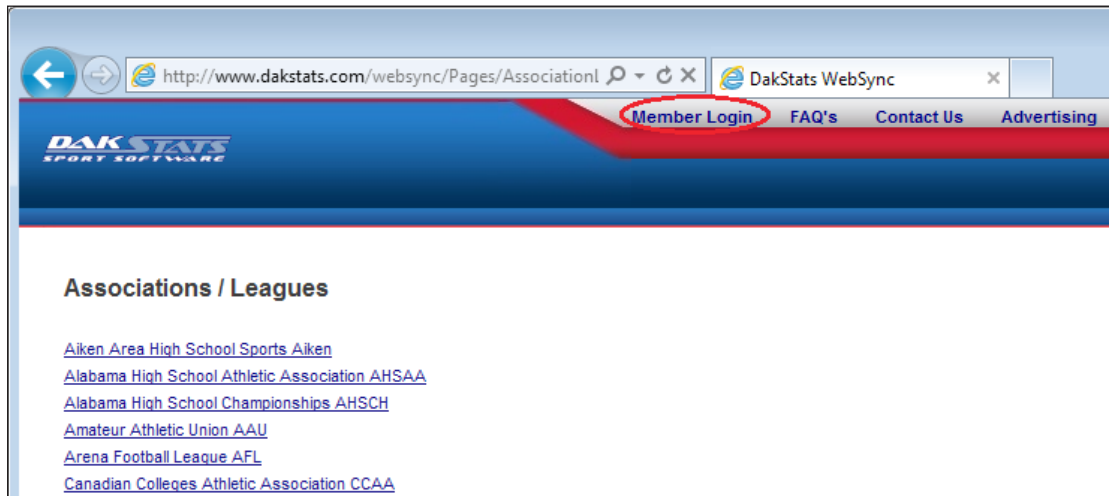 http://www.dakstats.com/websync/Pages/Associationl
DakStats WebSync
Member Login FAQ's Contact Us Advertising
DAK STATS
SPORT SOFTWARE
Associations / Leagues
Aiken Area High School Sports Aiken
Alabama High School Athletic Association AHSAA
Alabama High School Championships AHSCH
Amateur Athletic Union AAU
Arena Football League AFL
Canadian Colleges Athletic Association CCAA